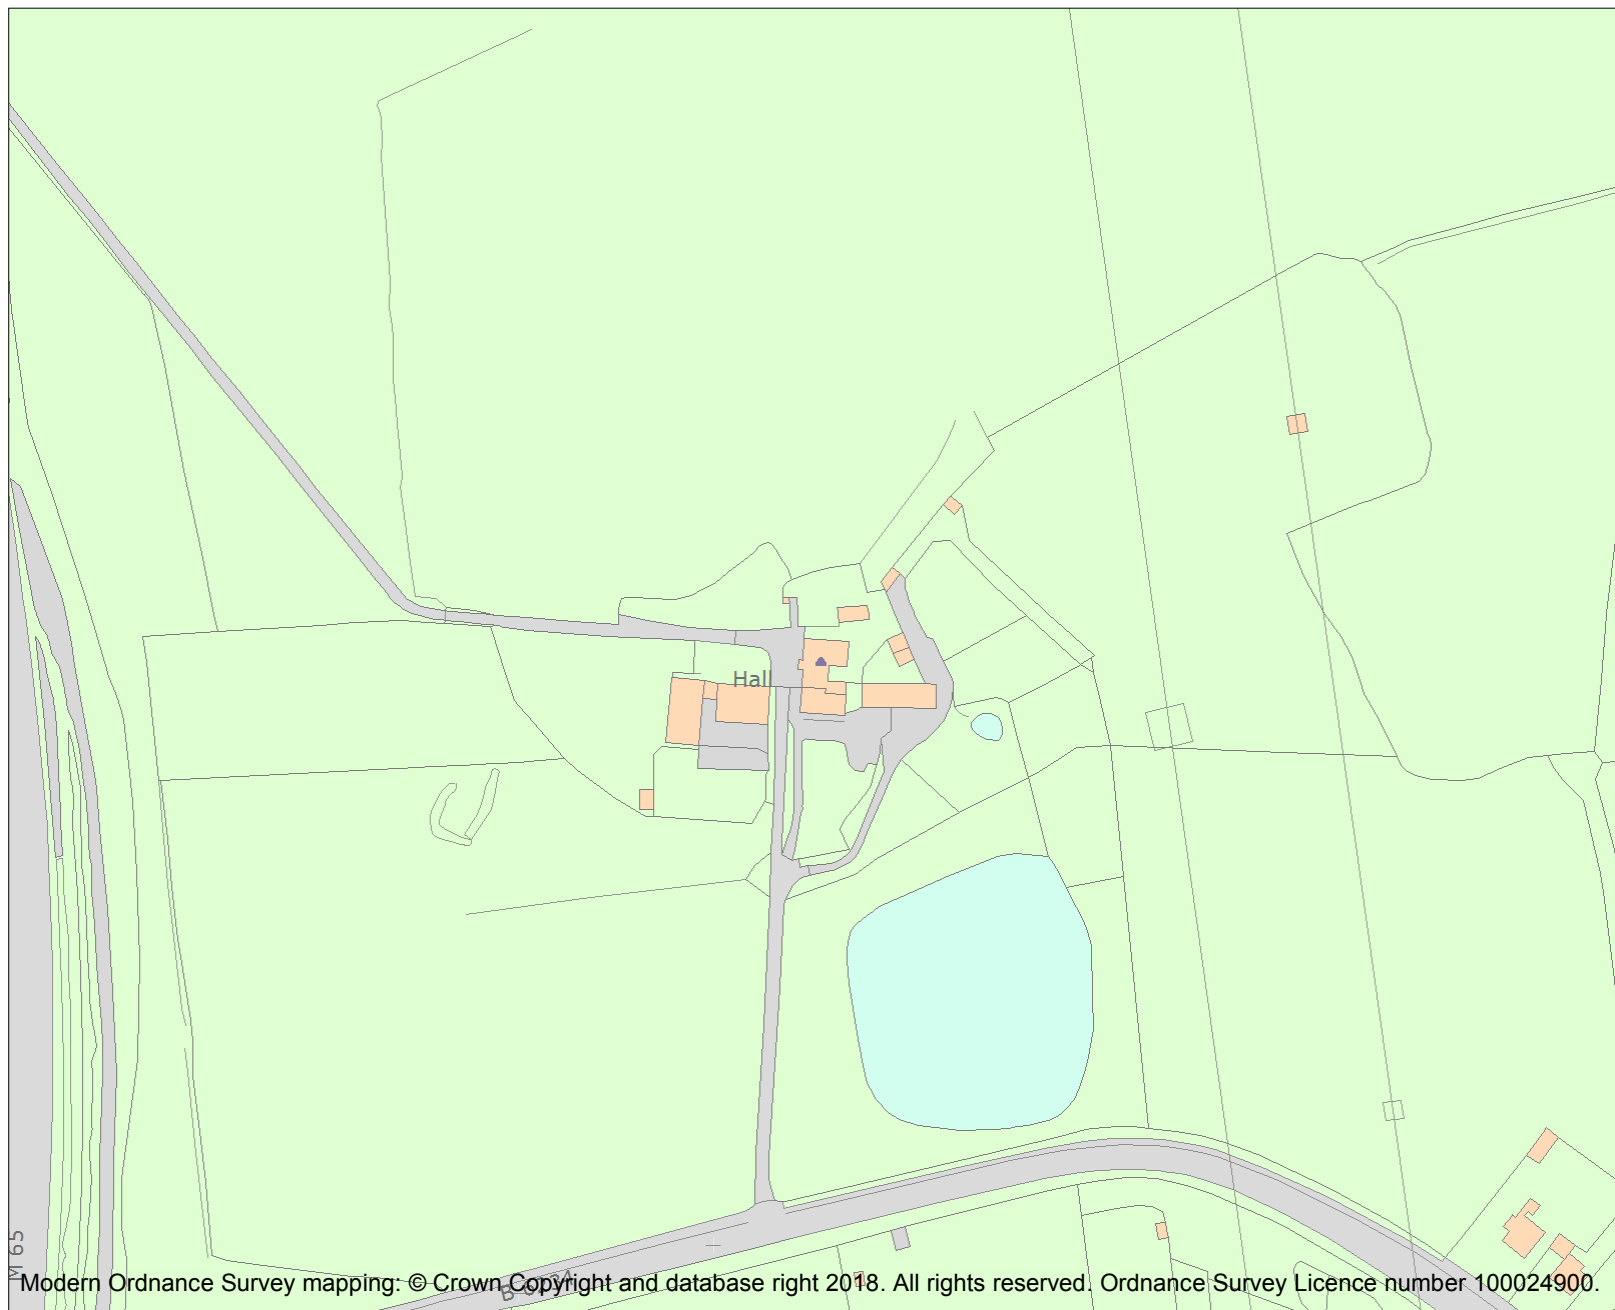 Hall
M 65
Modern Ordnance Survey mapping: © Crown Copyright and database right 2018. All rights reserved. Ordnance Survey Licence number 100024900.